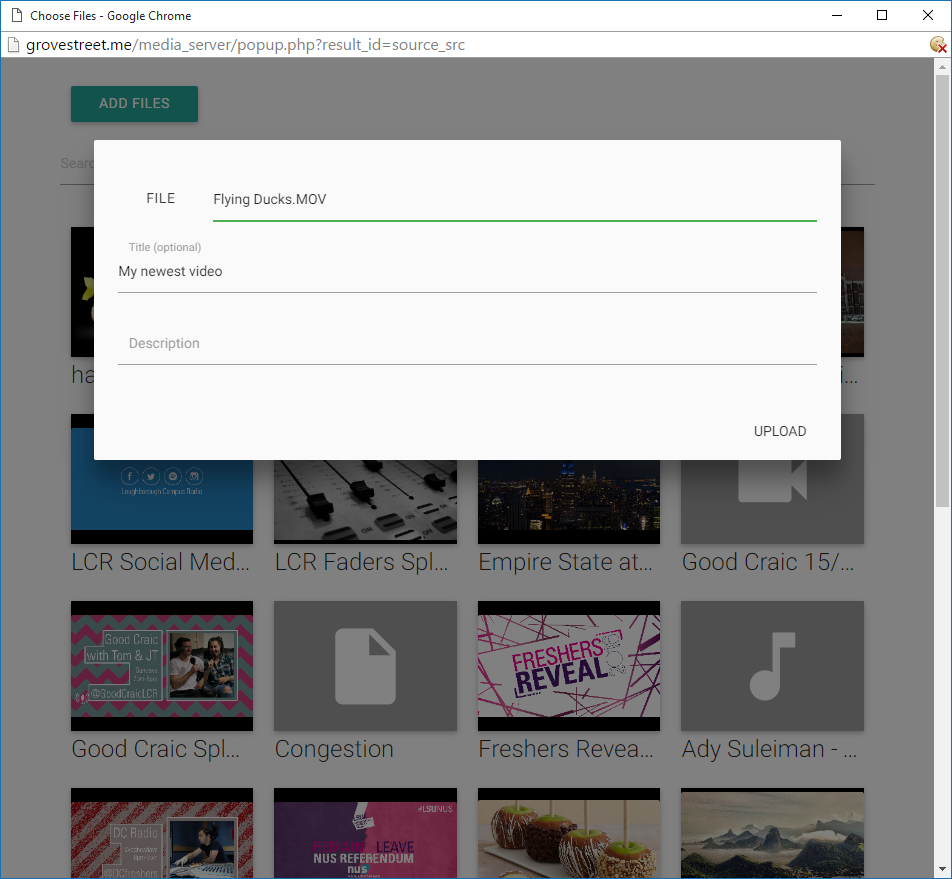 Choose Files - Google Chrome
grovestreet.me/media_server/popup.php?result_id=source_src
ADD FILES
FILE
Flying Ducks.MOV
Title (optional)
My newest video
Description
UPLOAD
Loughborough Campus Radio
LCR Social Med...
LCR Faders Spl...
Empire State at...
Good Craic 15/...
Good Craic
with Tom & JT
Sundays
@GoodCraicLCR
FRESHERS
REVEAL
Good Craic Spl...
Congestion
Freshers Revea...
Ady Suleiman - ...
DC Radio
Wednesdays
@DCfreshers
#LSUNUS
LEAVE
NUS REFERENDUM
nus